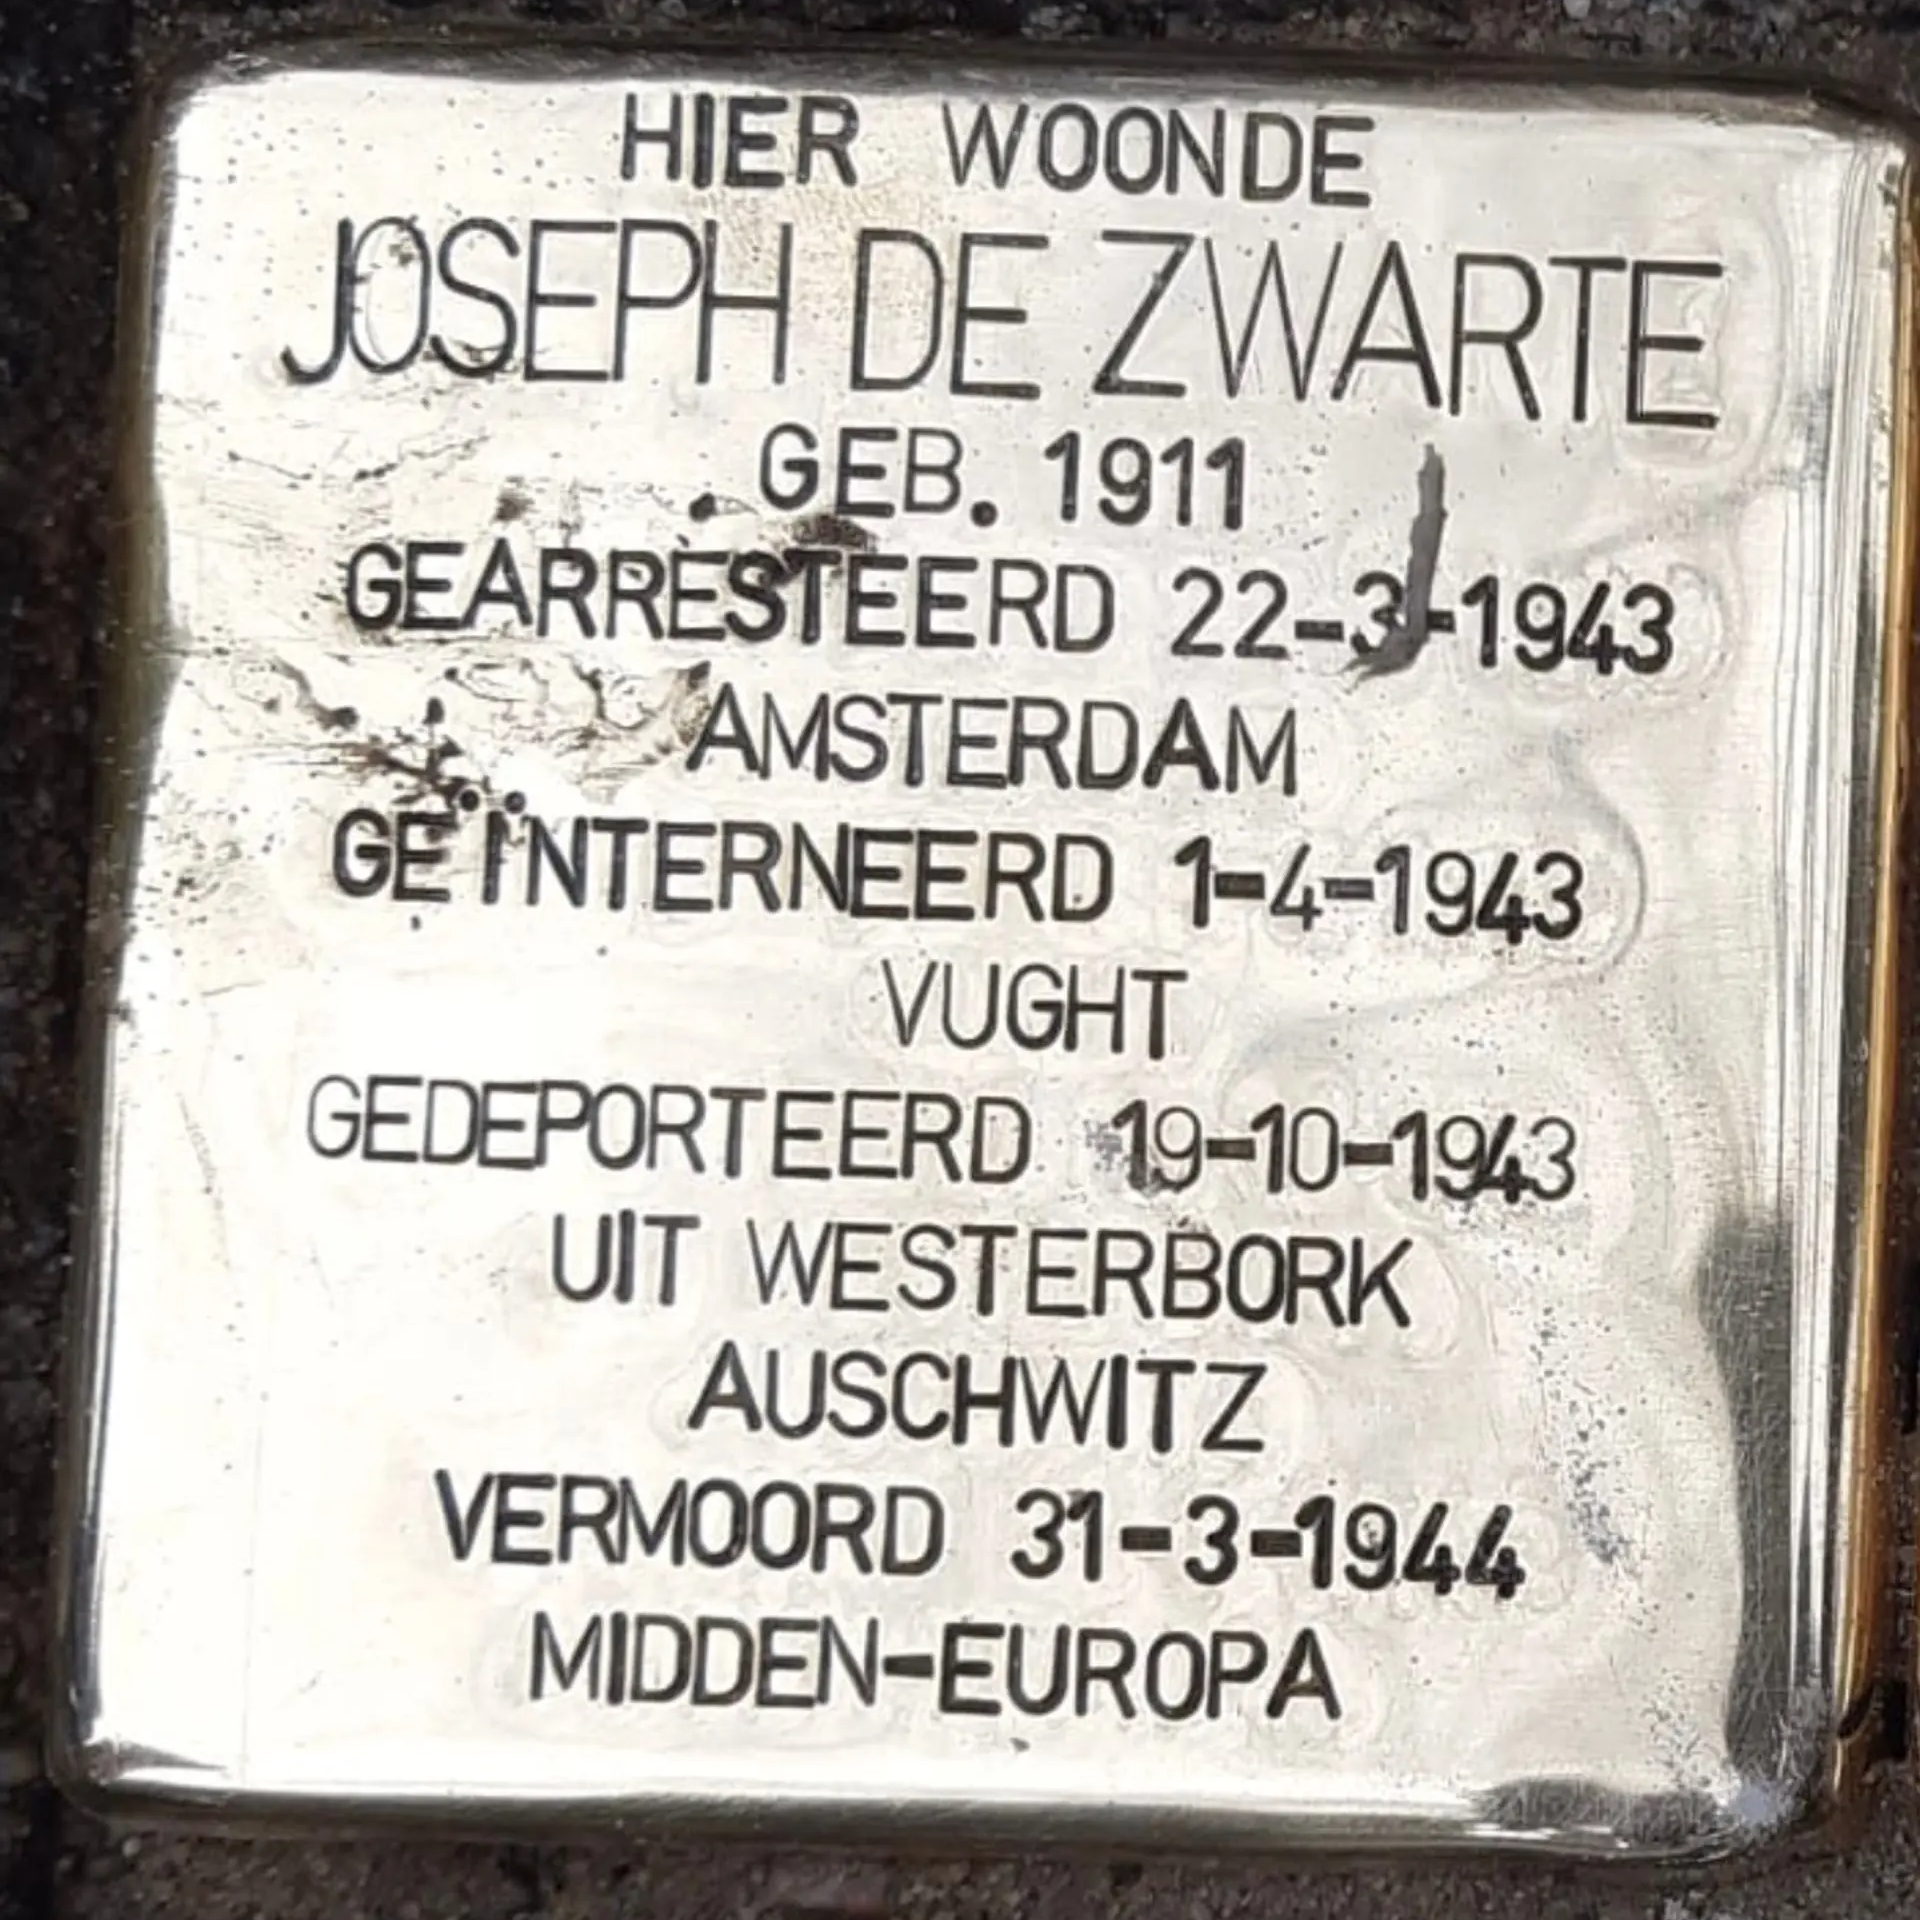 HIER WOONDE
JOSEPH DE ZWARTE
GEB. 1911
GEARRESTEERD 22-3-1943
AMSTERDAM
GEÏNTERNEERD 1-4-1943
VUGHT
GEDEPORTEERD 19-10-1943
UIT WESTERBORK
AUSCHWITZ
VERMOORD 31-3-1944
MIDDEN-EUROPA